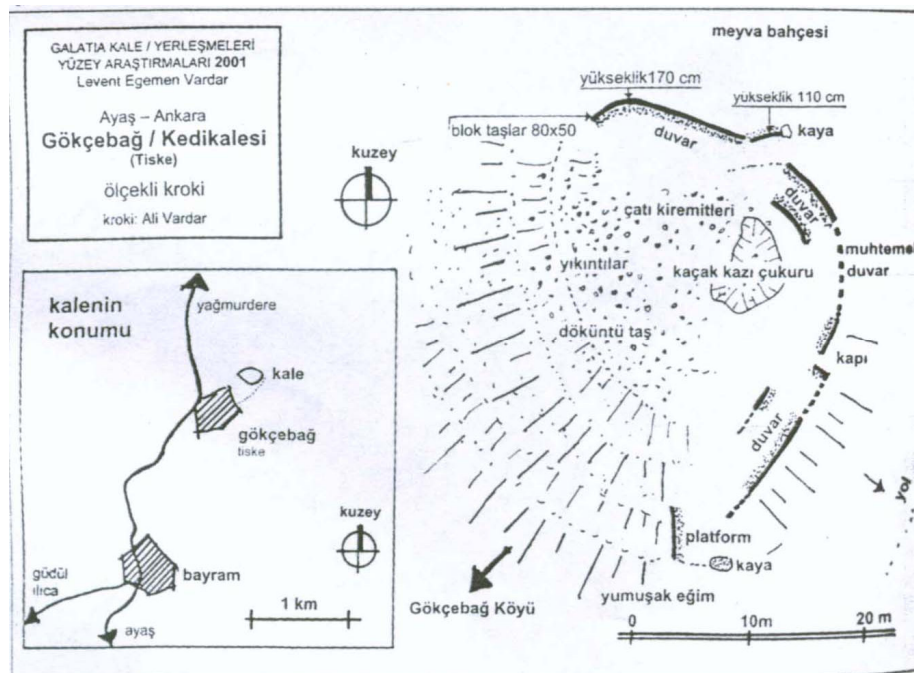 GALATIA KALE / YERLEŞMELERİ
YÜZEY ARAŞTIRMALARI 2001
Levent Egemen Vardar
Ayaş – Ankara
Gökçebağ / Kedikalesi
(Tiske)
ölçekli kroki
kroki: Ali Vardar
kuzey
meyva bahçesi
yükseklik170 cm
yükseklik 110 cm
blok taşlar 80x50
duvar
kaya
duvar
çatı kiremitleri
muhtemel
duvar
yıkıntılar
kaçak kazı çukuru
döküntü taş
kapı
duvar
yol
platform
kaya
yumuşak eğim
Gökçebağ Köyü
0 10m 20 m
kalenin
konumu
yağmurdere
kale
gökçebağ
tiske
kuzey
bayram
güdül
ılıca
ayaş
1 km